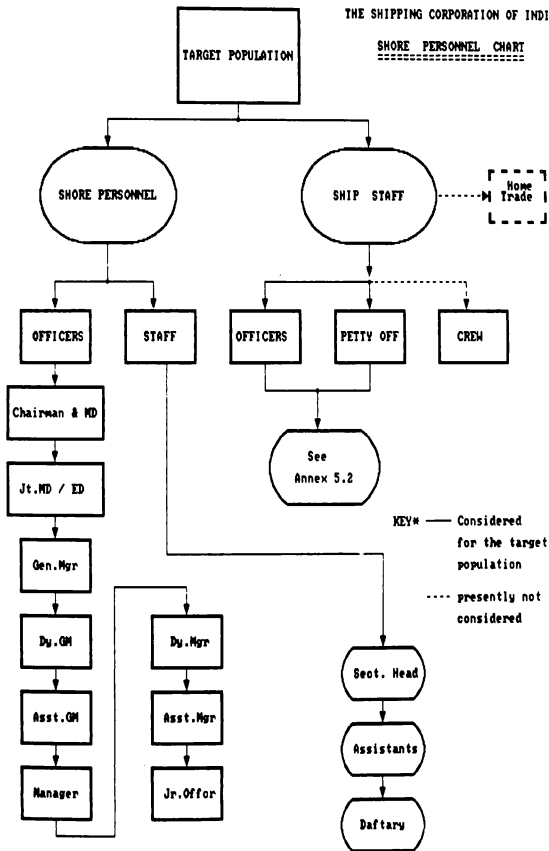 THE SHIPPING CORPORATION OF INDI
SHORE PERSONNEL CHART
TARGET POPULATION
SHORE PERSONNEL
SHIP STAFF
Home
Trade
OFFICERS
STAFF
OFFICERS
PETTY OFF
CREW
Chairman & MD
See
Annex 5.2
Jt.MD / ED
KEY* — Considered
for the target
population
---- presently not
considered
Gen.Mgr
Dy.GM
Dy.Mgr
Sect. Head
Asst.GM
Asst.Mgr
Assistants
Manager
Jr.Offor
Daftary